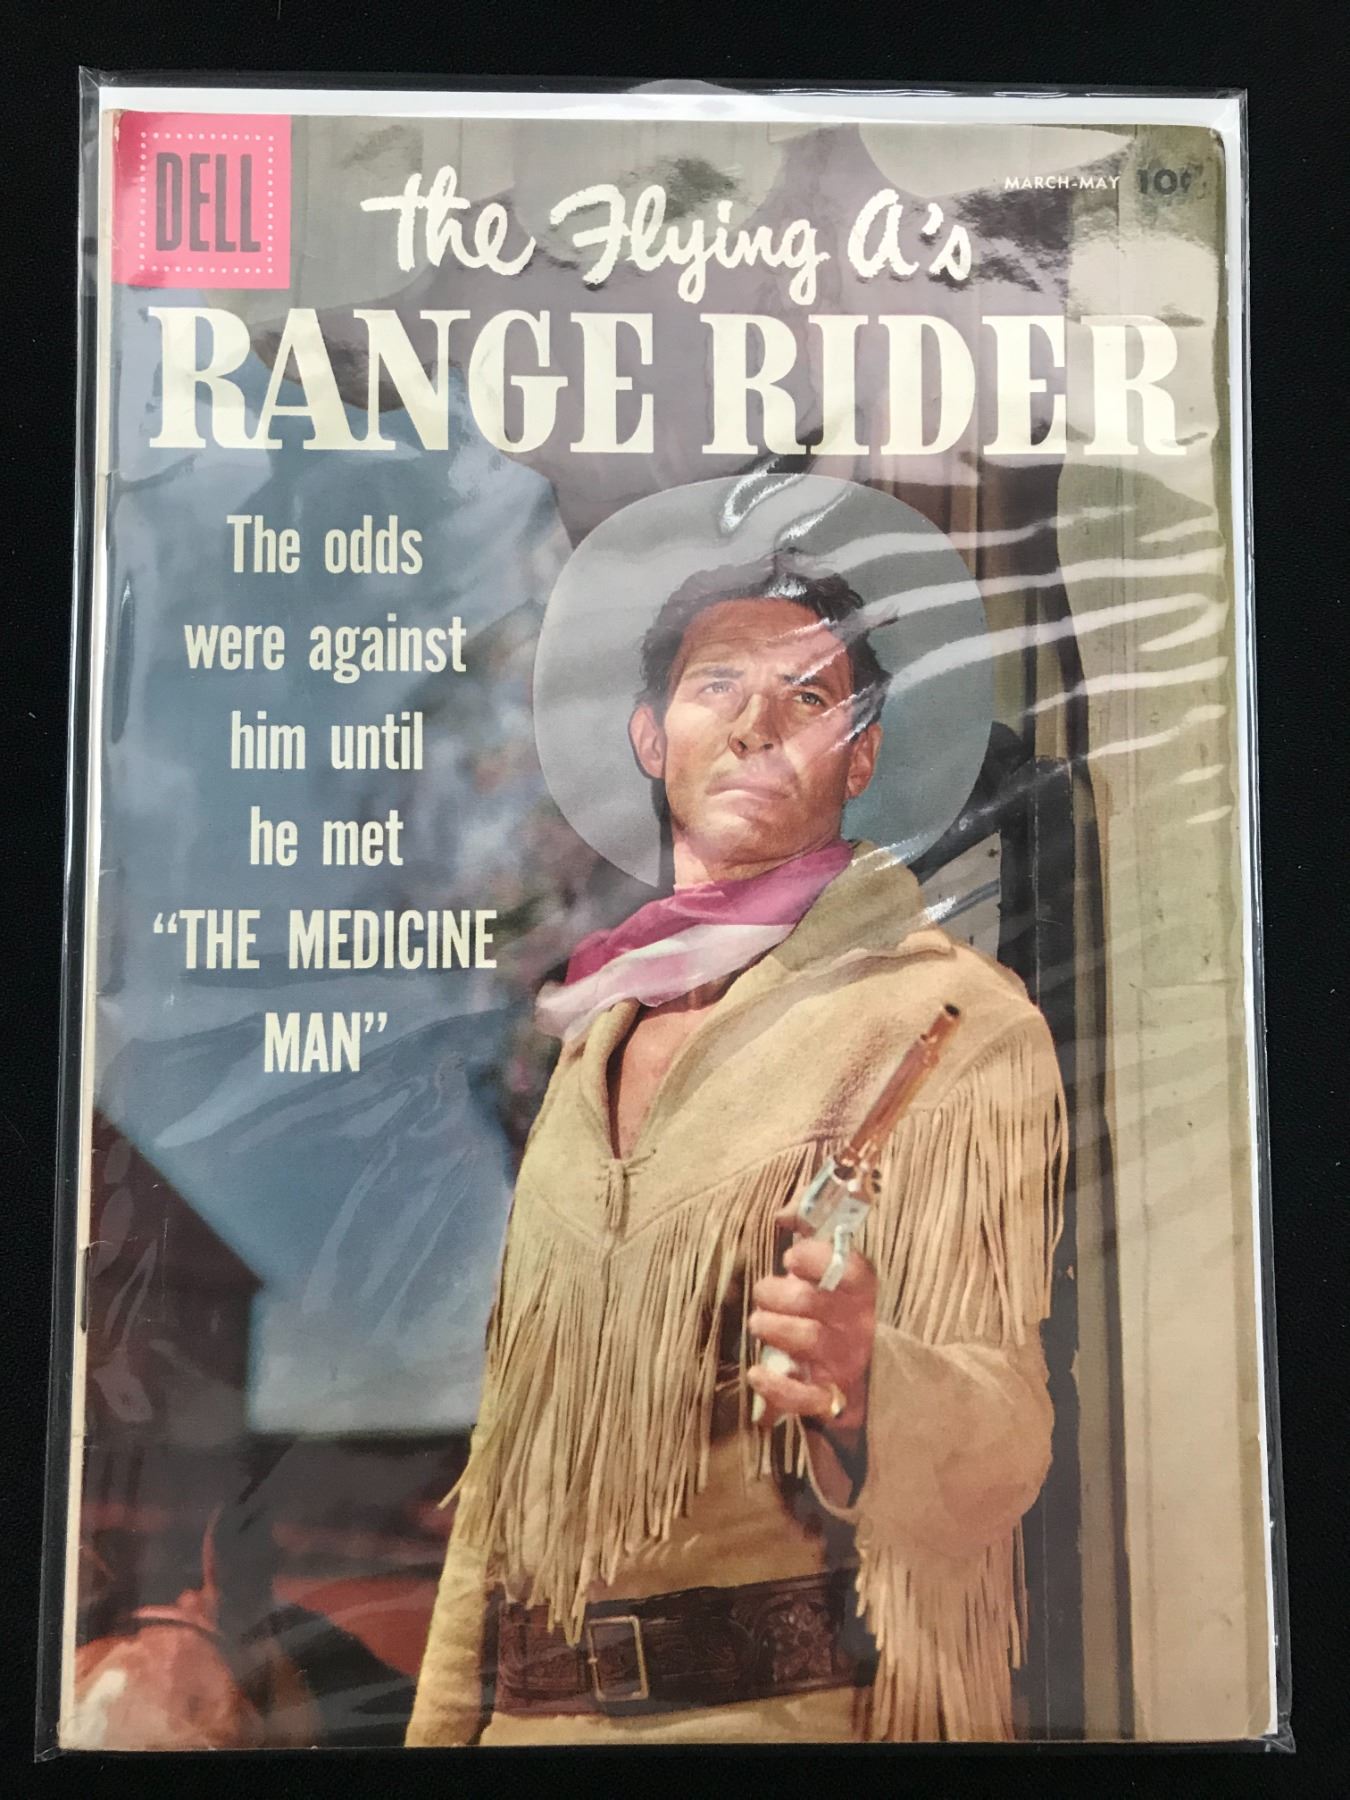 DELL
MARCH-MAY 10¢
the Flying A's
RANGE RIDER
The odds
were against
him until
he met
“THE MEDICINE
MAN”